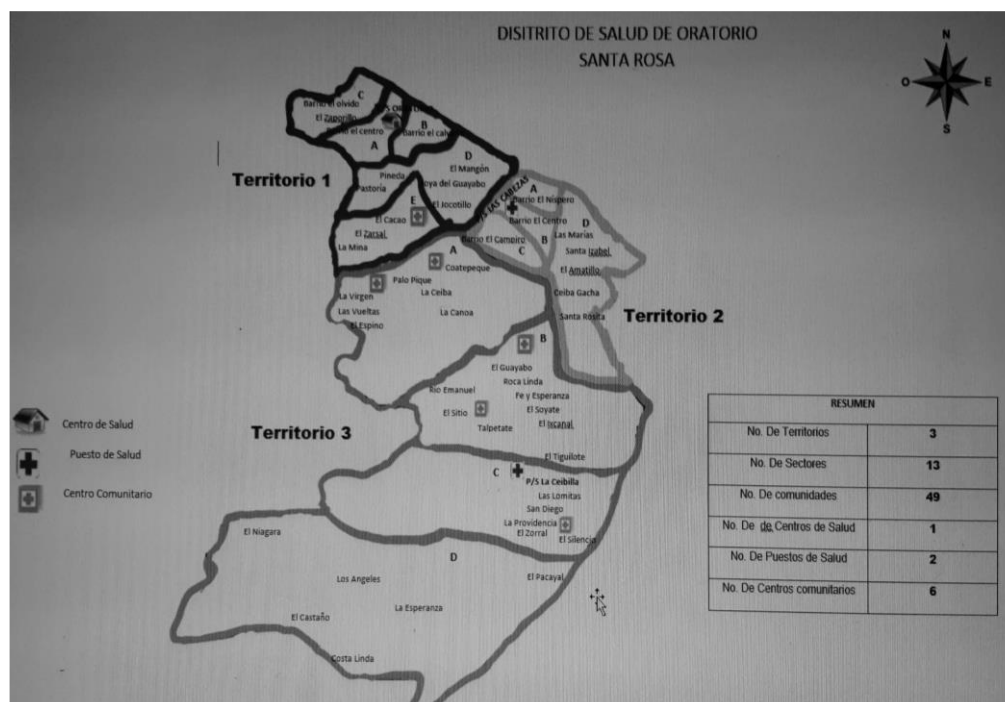 DISITRITO DE SALUD DE ORATORIO
SANTA ROSA
N
O
E
S
C
Barrio el olvido
El Zaporillo
Barrio el centro
A
B
D
El Mangón
Pineda
Pastoría
Joya del Guayabo
El Jocotillo
E
El Cacao
El Zarsal
La Mina
Territorio 1
P/S LAS CABEZAS
A
Barrio El Nispero
Barrio El Centro
D
Las Marías
B
Barrio El Campiro
C
Santa Izabel
El Amatillo
Ceiba Gacha
Santa Rosita
Territorio 2
A
Coatepeque
Palo Pique
La Ceiba
La Virgen
Las Vueltas
La Canoa
El Espino
B
El Guayabo
Roca Linda
Rio Emanuel
Fe y Esperanza
El Sitio
El Soyate
Talpetate
El Ixcanal
El Tiguilote
Territorio 3
C
P/S La Ceibilla
Las Lomitas
San Diego
La Providencia
El Zorral
El Silencio
El Niagara
D
Los Angeles
El Pacayal
La Esperanza
El Castaño
Costa Linda
Centro de Salud
Puesto de Salud
Centro Comunitario
RESUMEN
No. De Territorios 3
No. De Sectores 13
No. De comunidades 49
No. De de Centros de Salud 1
No. De Puestos de Salud 2
No. De Centros comunitarios 6